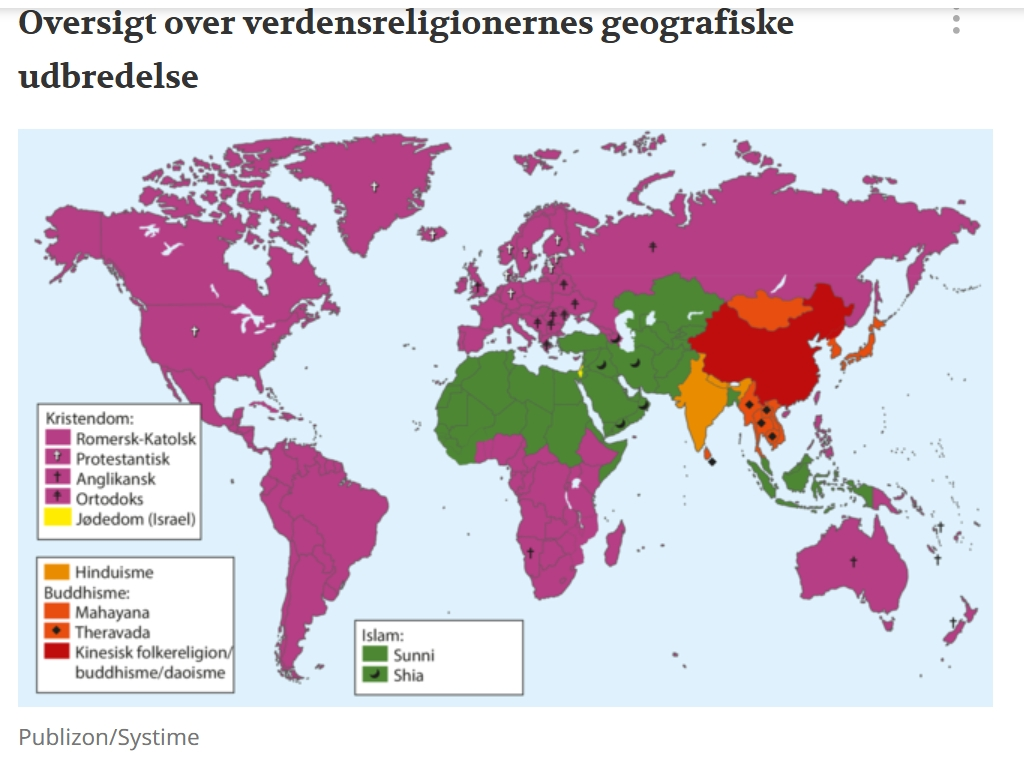 Oversigt over verdensreligionernes geografiske
udbredelse
Kristendom:
Romersk-Katolsk
Protestantisk
Anglikansk
Ortodoks
Jødedom (Israel)
Hinduisme
Buddhisme:
Mahayana
Theravada
Kinesisk folkereligion/
buddhisme/daoisme
Islam:
Sunni
Shia
Publizon/Systime